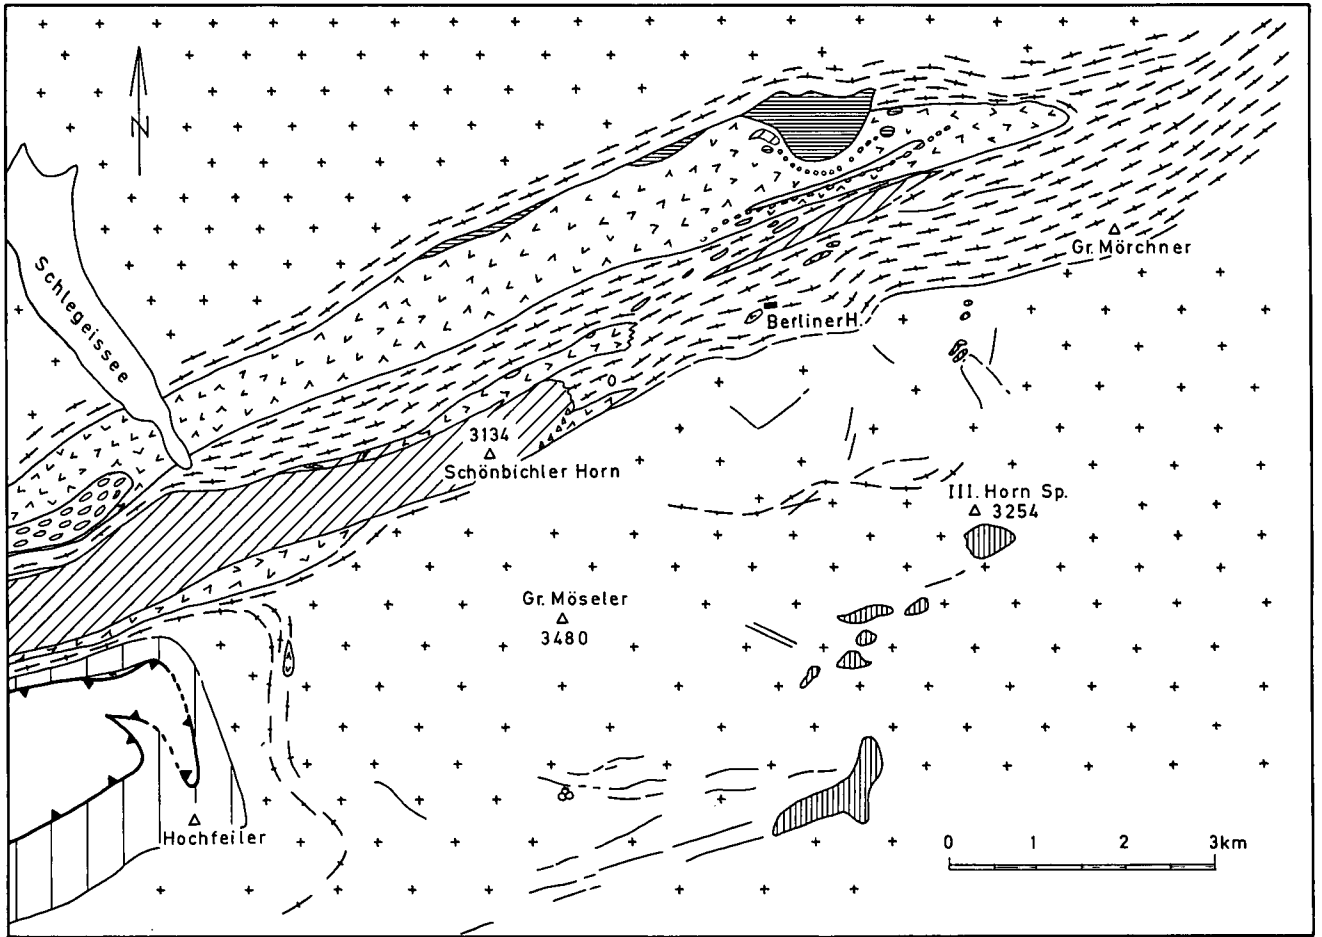 N
Schlegeissee
Gr. Mörchner
Berliner H.
3134
Schönbichler Horn
III. Horn Sp.
3254
Gr. Möseler
3480
Hochfeiler
0 1 2 3km